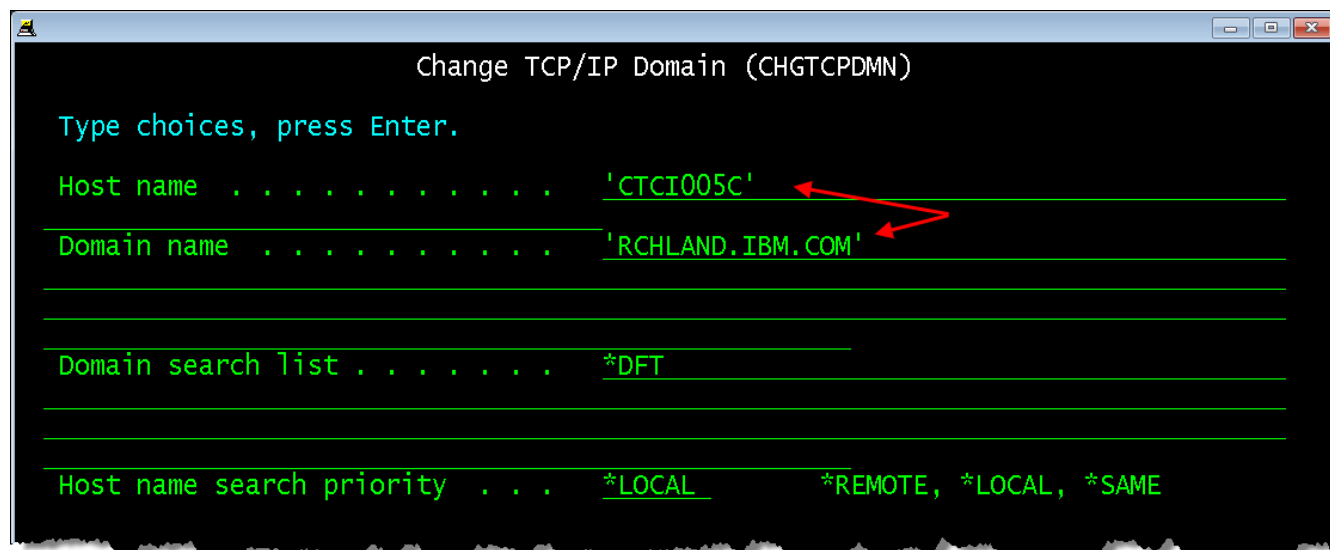 Change TCP/IP Domain (CHGTCPDMN)
Type choices, press Enter.
Host name . . . . . . . . . . . 'CTCI005C'
Domain name . . . . . . . . . . 'RCHLAND.IBM.COM'
Domain search list . . . . . . . *DFT
Host name search priority . . . *LOCAL *REMOTE, *LOCAL, *SAME